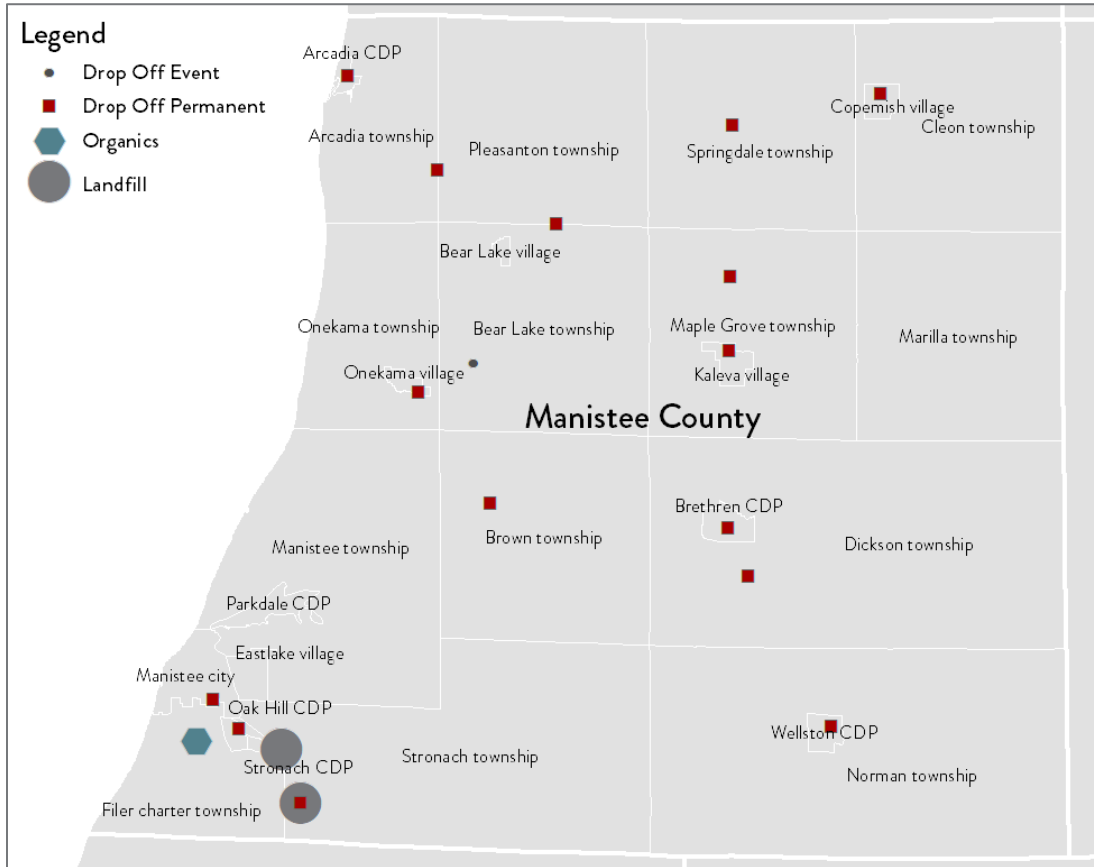 Legend
Drop Off Event
Drop Off Permanent
Organics
Landfill
Arcadia CDP
Copemish village
Cleon township
Arcadia township
Pleasanton township
Springdale township
Bear Lake village
Onekama township
Bear Lake township
Maple Grove township
Marilla township
Onekama village
Kaleva village
Manistee County
Brethren CDP
Manistee township
Brown township
Dickson township
Parkdale CDP
Eastlake village
Manistee city
Oak Hill CDP
Wellston CDP
Stronach CDP
Stronach township
Norman township
Filer charter township